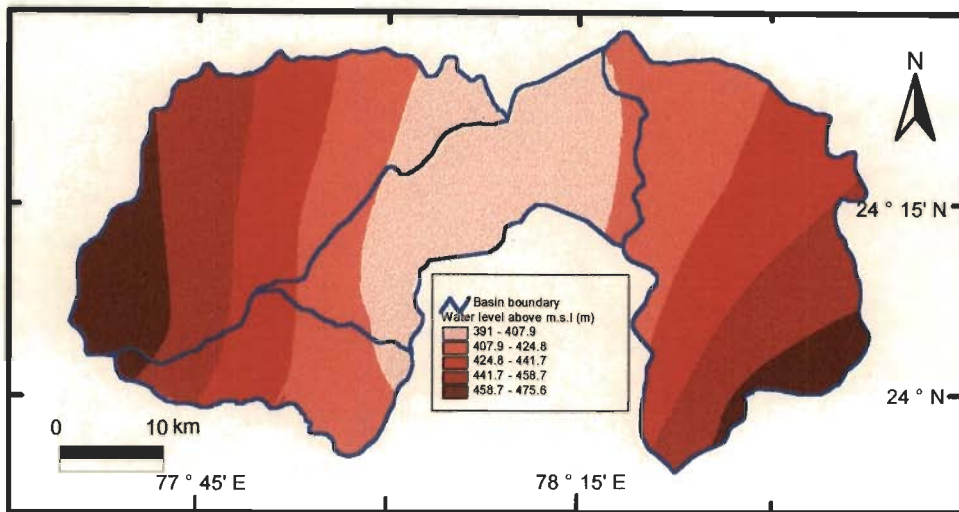 N
24 ° 15' N
Basin boundary
Water level above m.s.l (m)
391 - 407.9
407.9 - 424.8
424.8 - 441.7
441.7 - 458.7
458.7 - 475.6
24 ° N
0 10 km
77 ° 45' E 78 ° 15' E